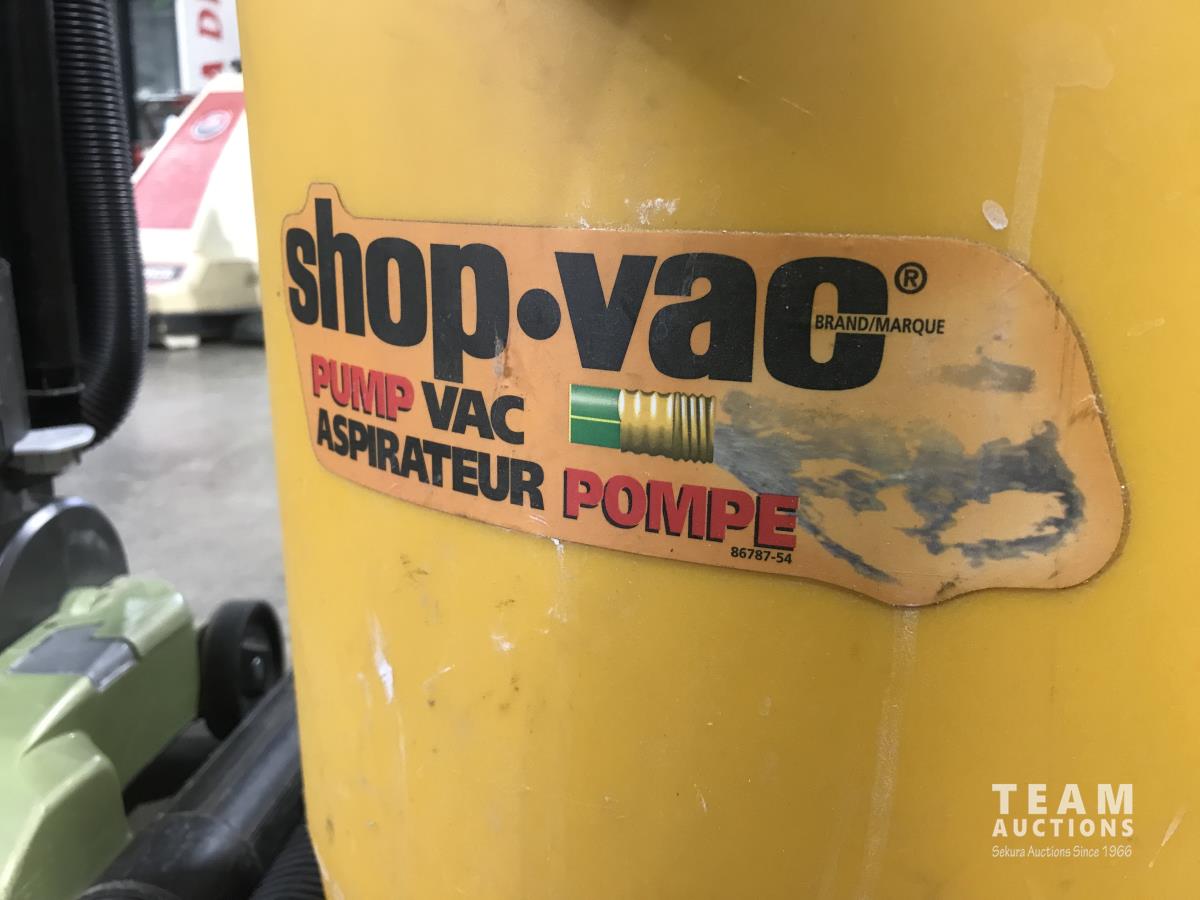 shop·vac®
BRAND/MARQUE
PUMP VAC
ASPIRATEUR POMPE
86787-54
TEAM
AUCTIONS
Sekura Auctions Since 1966